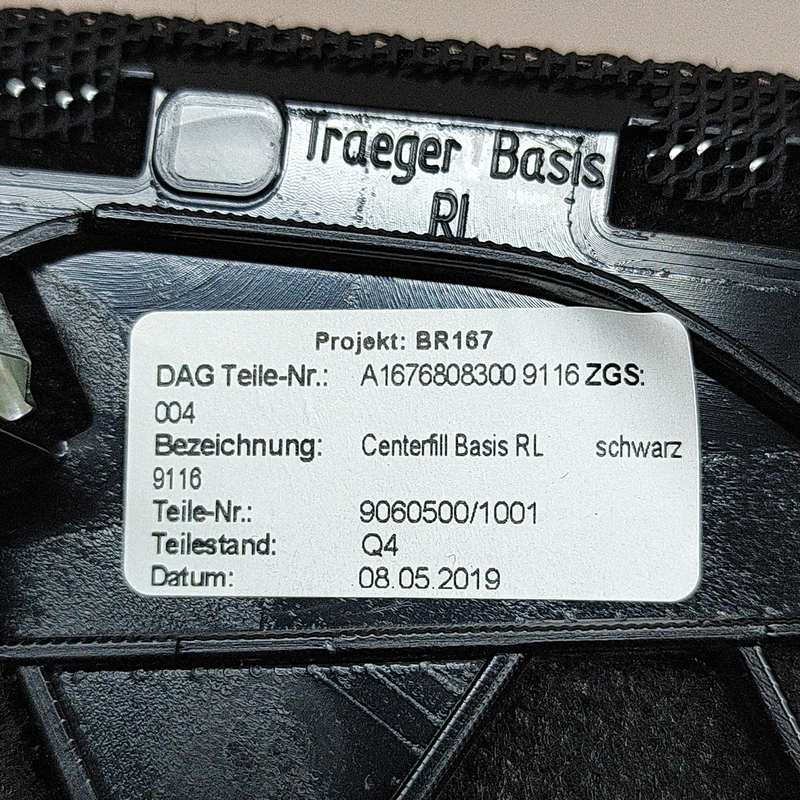 Traeger Basis
RL
Projekt: BR167
DAG Teile-Nr.: A1676808300 9116 ZGS:
004
Bezeichnung: Centerfill Basis RL schwarz
9116
Teile-Nr.: 9060500/1001
Teilestand: Q4
Datum: 08.05.2019